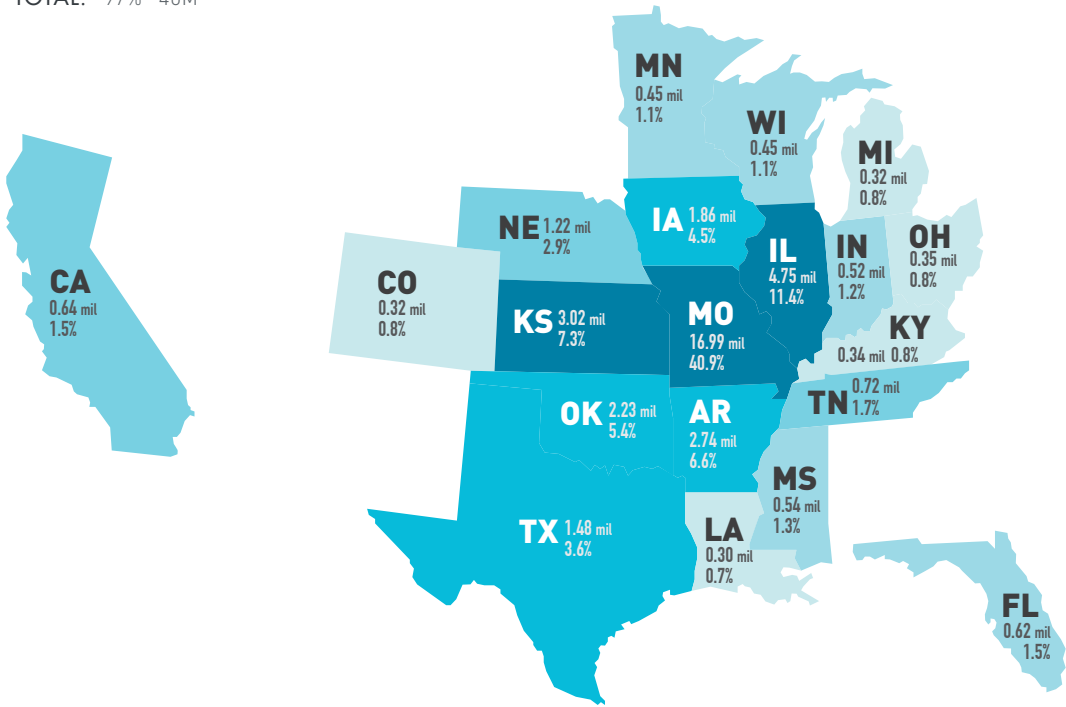 TOTAL: 97% 40M
MN
0.45 mil
1.1%
WI
0.45 mil
1.1%
MI
0.32 mil
0.8%
IA 1.86 mil
4.5%
NE 1.22 mil
2.9%
IL
4.75 mil
11.4%
IN
0.52 mil
1.2%
OH
0.35 mil
0.8%
CA
0.64 mil
1.5%
CO
0.32 mil
0.8%
KS 3.02 mil
7.3%
MO
16.99 mil
40.9%
KY
0.34 mil 0.8%
TN 0.72 mil
1.7%
OK 2.23 mil
5.4%
AR
2.74 mil
6.6%
MS
0.54 mil
1.3%
TX 1.48 mil
3.6%
LA
0.30 mil
0.7%
FL
0.62 mil
1.5%